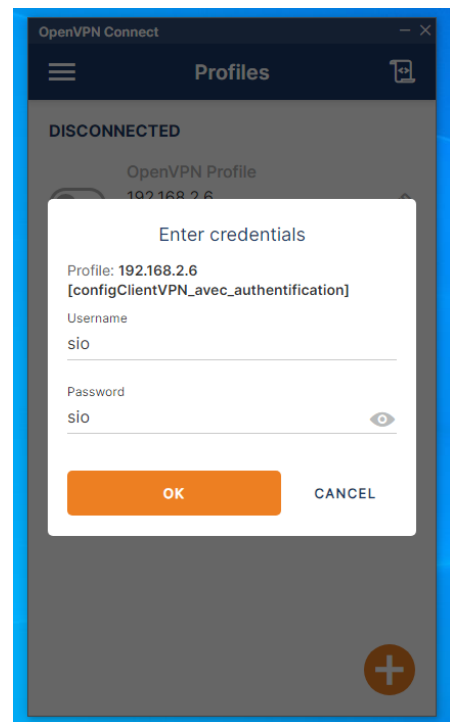 OpenVPN Connect
Profiles
DISCONNECTED
OpenVPN Profile
192.168.2.6
Enter credentials
Profile: 192.168.2.6
[configClientVPN_avec_authentification]
Username
sio
Password
sio
OK
CANCEL